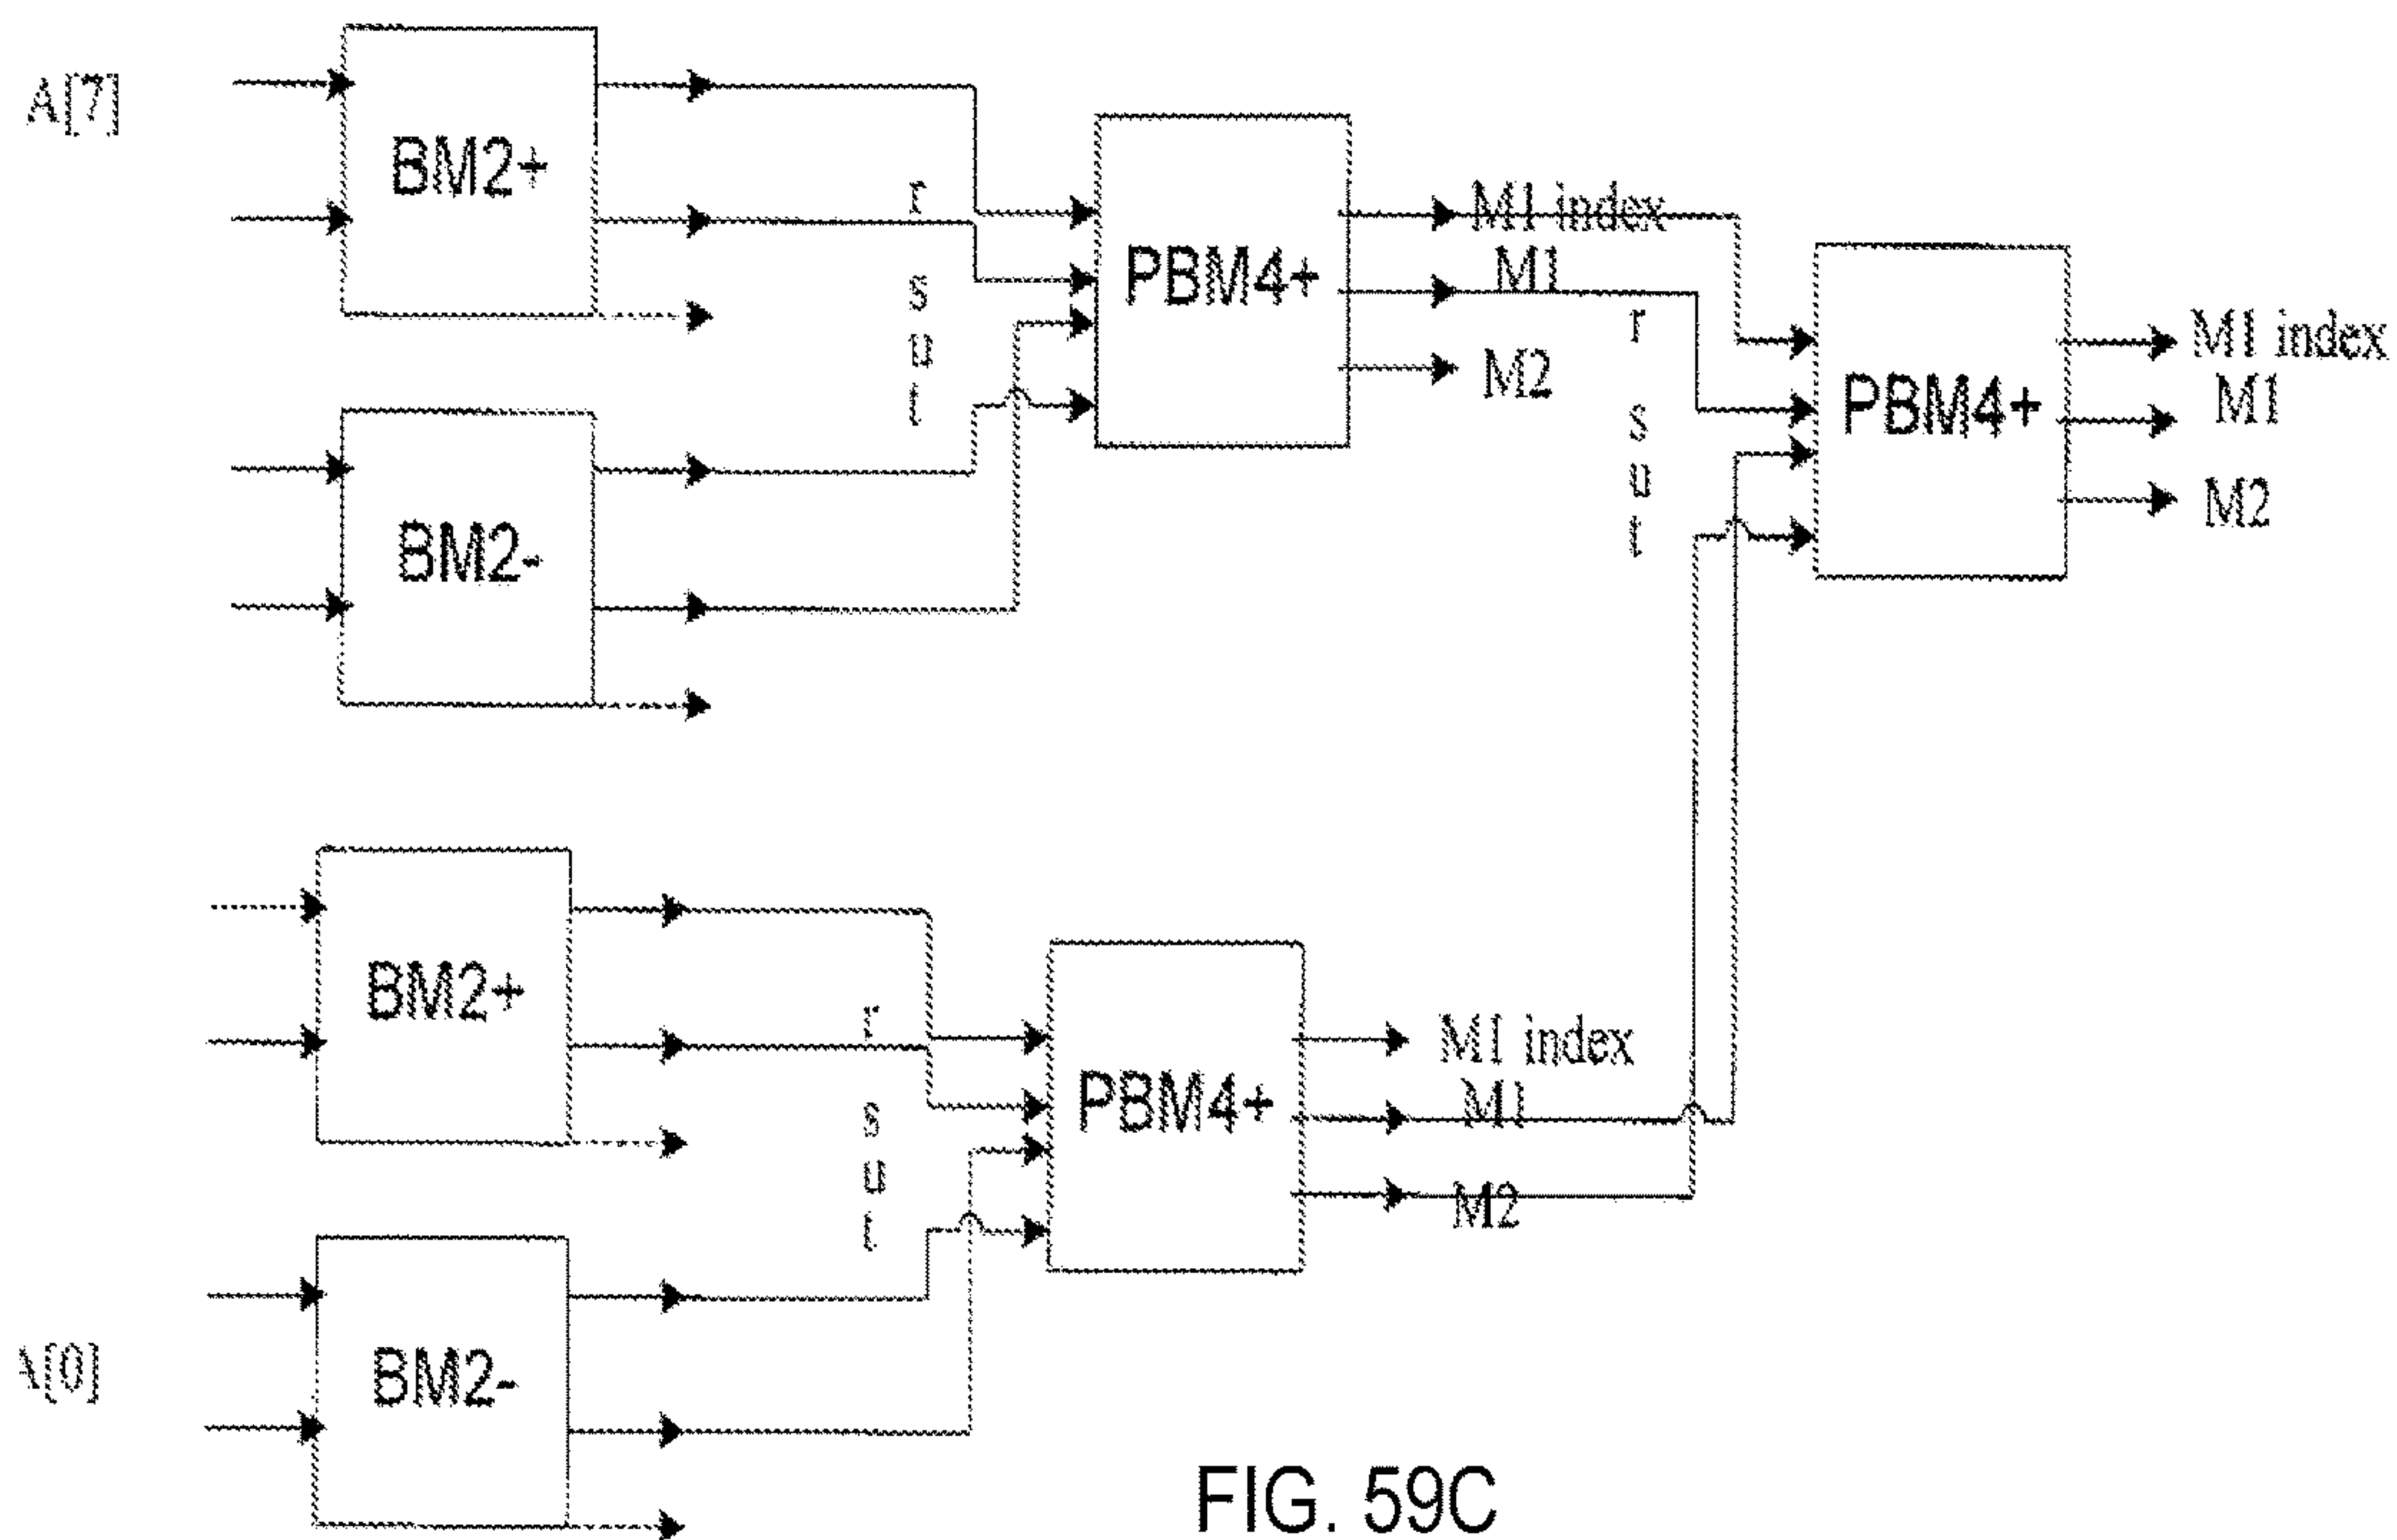 A[7]
BM2+
r
s
u
t
PBM4+
M1 index
M1
M2
r
s
u
t
PBM4+
M1 index
M1
M2
BM2-
BM2+
r
s
u
t
PBM4+
M1 index
M1
M2
BM2-
A[0]
FIG. 59C